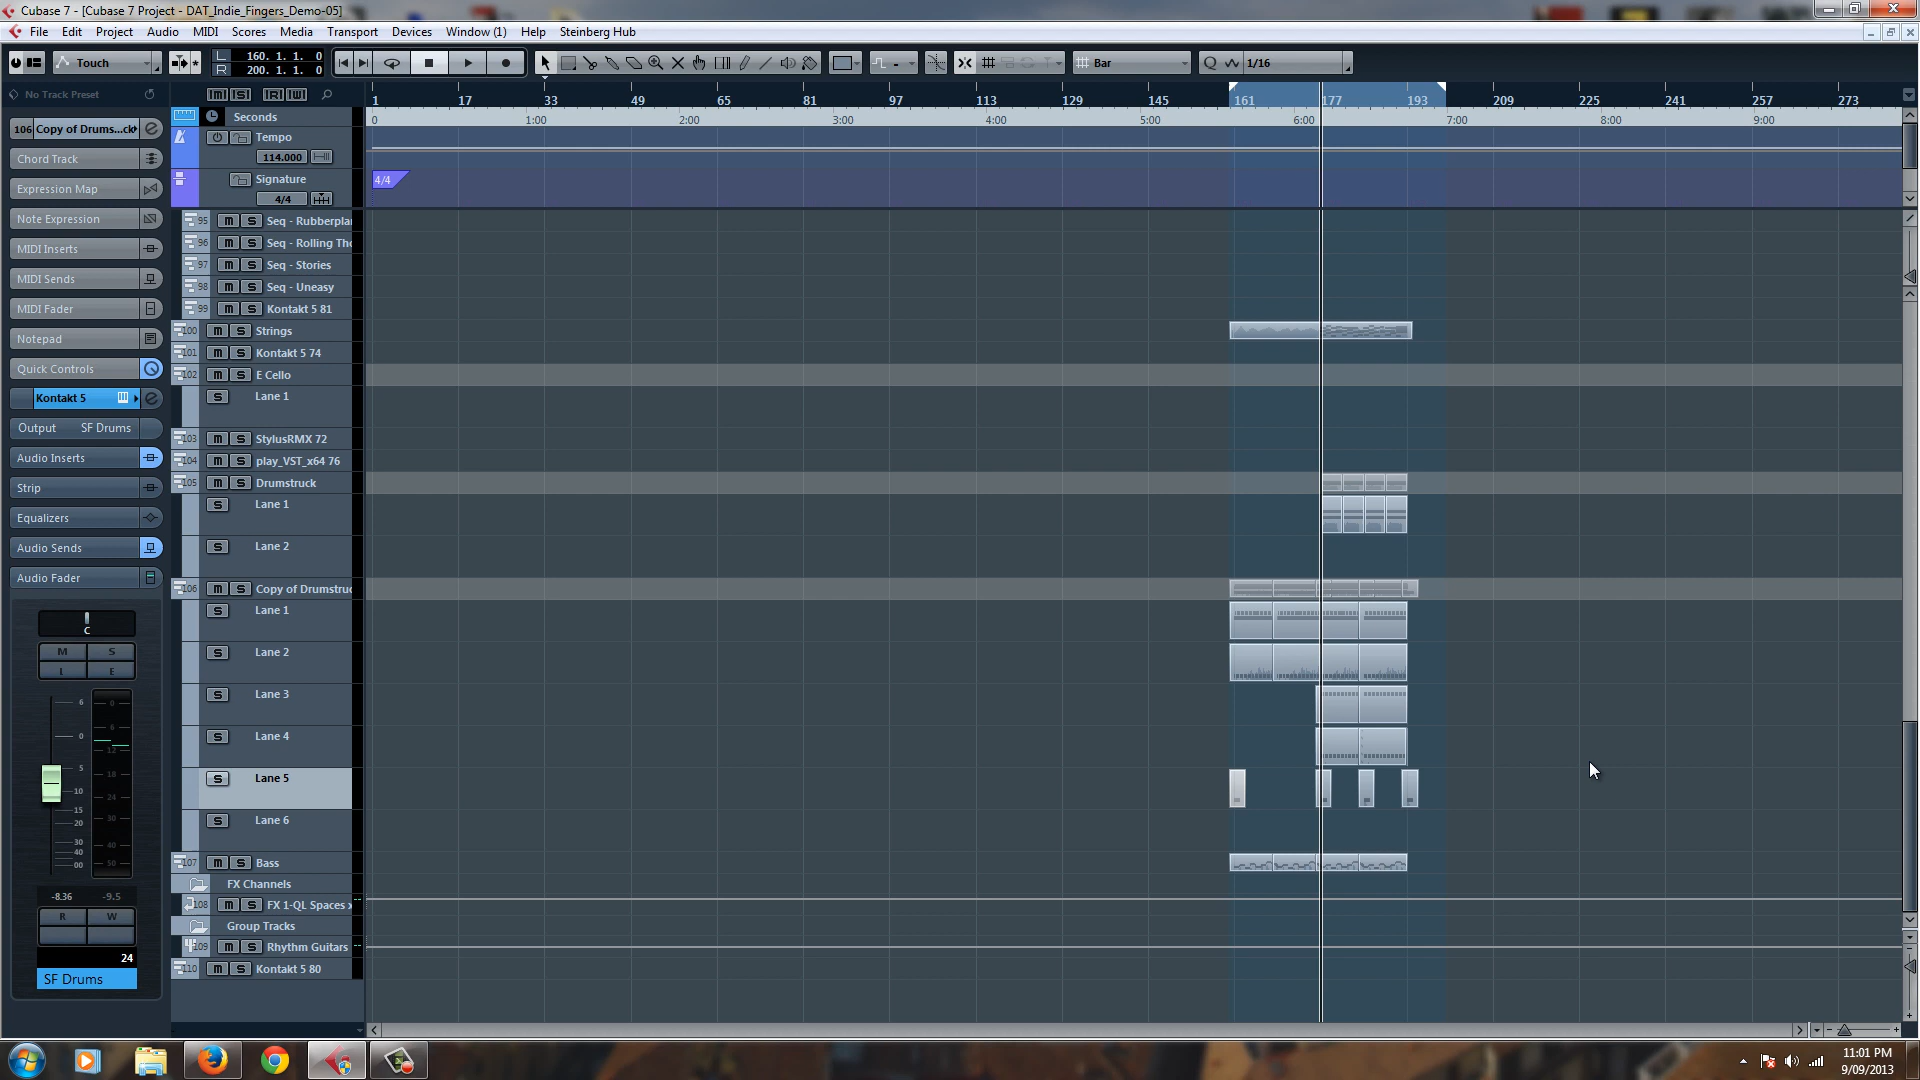 Cubase 7 - [Cubase 7 Project - DAT_Indie_Fingers_Demo-05]
File Edit Project Audio MIDI Scores Media Transport Devices Window (1) Help Steinberg Hub
Touch L 160. 1. 1. 0 Bar Q 1/16
R 200. 1. 1. 0
No Track Preset
1 17 33 49 65 81 97 113 129 145 161 177 193 209 225 241 257 273
Seconds 0 1:00 2:00 3:00 4:00 5:00 6:00 7:00 8:00 9:00
106 Copy of Drums...ck
Tempo
114.000
Chord Track
Signature 4/4
4/4
Expression Map
Note Expression
MIDI Inserts
MIDI Sends
MIDI Fader
Notepad
Quick Controls
Kontakt 5
Output SF Drums
Audio Inserts
Strip
Equalizers
Audio Sends
Audio Fader
C
M S
I E
-8.36 -9.5
R W
24
SF Drums
95 m S Seq - Rubberpla
96 m S Seq - Rolling Tho
97 m S Seq - Stories
98 m S Seq - Uneasy
99 m S Kontakt 5 81
100 m S Strings
101 m S Kontakt 5 74
102 m S E Cello
S Lane 1
103 m S StylusRMX 72
104 m S play_VST_x64 76
105 m S Drumstruck
S Lane 1
S Lane 2
106 m S Copy of Drumstruc
S Lane 1
S Lane 2
S Lane 3
S Lane 4
S Lane 5
S Lane 6
107 m S Bass
FX Channels
108 m S FX 1-QL Spaces x
Group Tracks
109 m S Rhythm Guitars
110 m S Kontakt 5 80
11:01 PM
9/09/2013